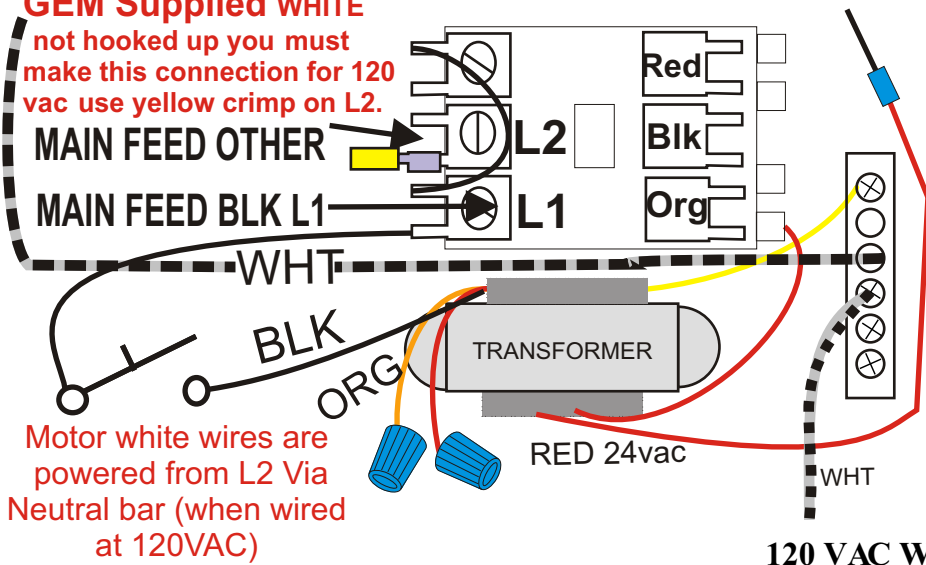 GEM Supplied WHITE
not hooked up you must
make this connection for 120
vac use yellow crimp on L2.
MAIN FEED OTHER
MAIN FEED BLK L1
L2
L1
Red
Blk
Org
WHT
BLK
ORG
TRANSFORMER
RED 24vac
WHT
Motor white wires are
powered from L2 Via
Neutral bar (when wired
at 120VAC)
120 VAC W